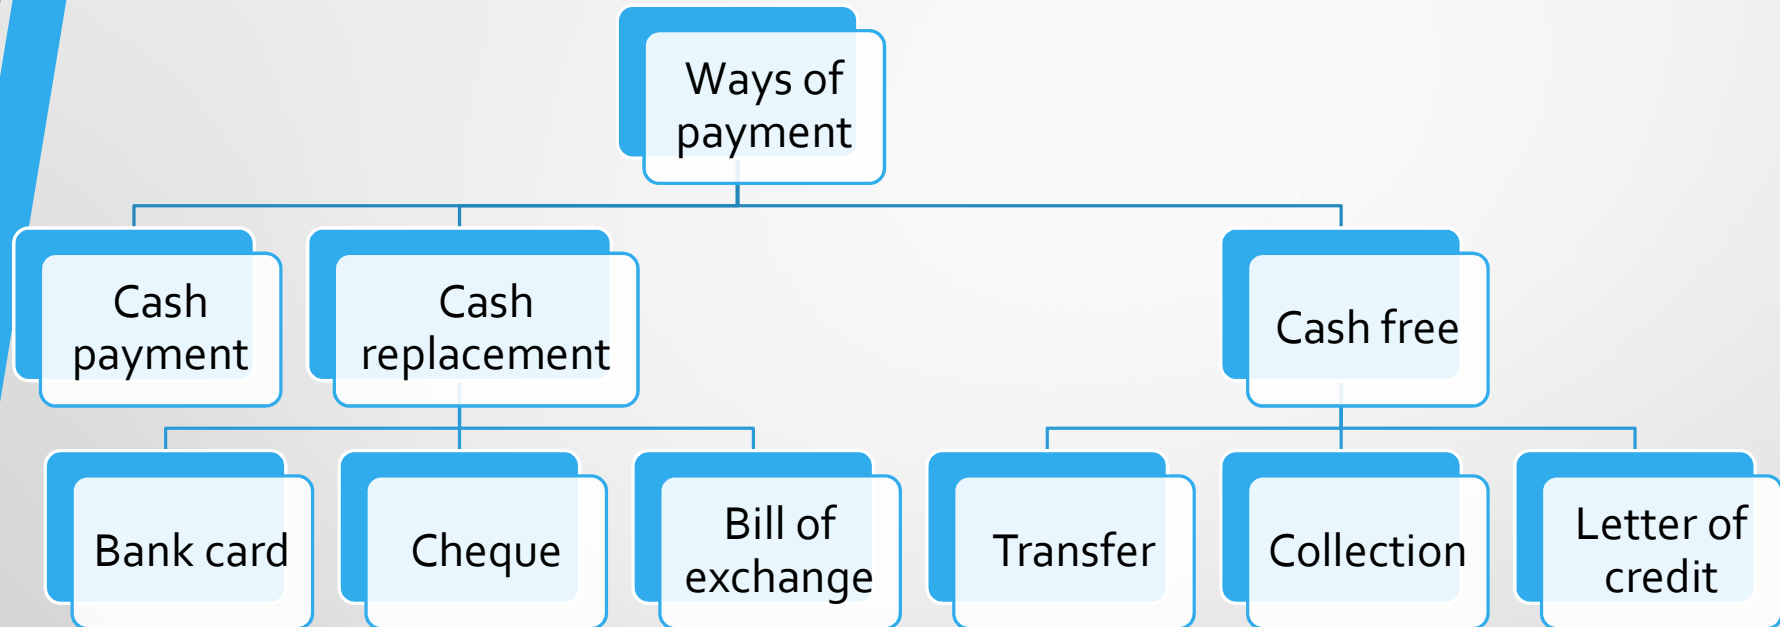 Ways of
payment
Cash
payment
Cash
replacement
Cash free
Bank card
Cheque
Bill of
exchange
Transfer
Collection
Letter of
credit